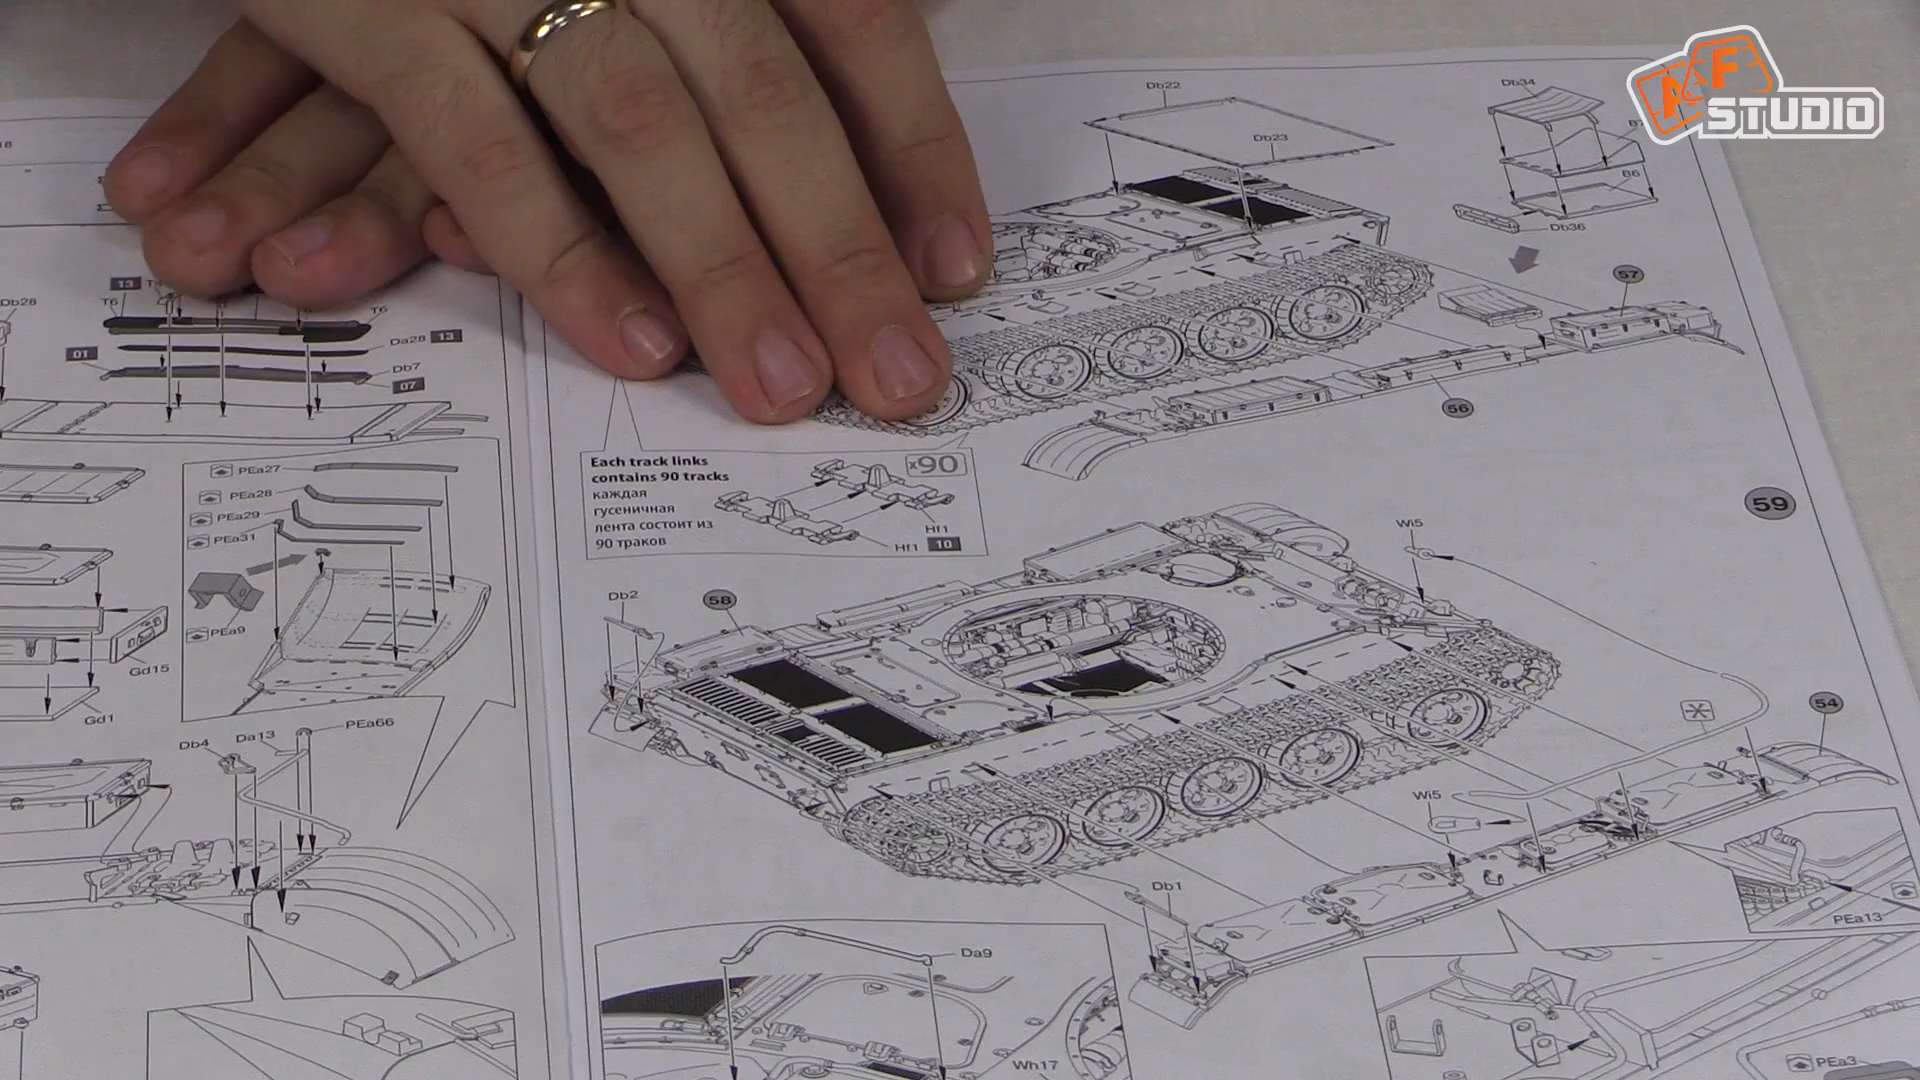 AF
STUDIO
Db22
Db23
Db34
B6
Db36
57
56
13
T6
T6
Db28
Da28 13
01
Db7
07
PEa27
PEa28
PEa29
PEa31
PEa9
Gd15
Gd1
Db4
Da13
PEa66
Each track links
contains 90 tracks
каждая
гусеничная
лента состоит из
90 траков
x90
Hf1
Hf1 10
59
Db2
58
Wi5
54
Wi5
Db1
PEa13
Da9
Wh17
PEa3